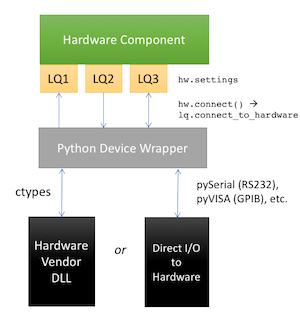 Hardware Component
LQ1 LQ2 LQ3 hw.settings
hw.connect() →
lq.connect_to_hardware
Python Device Wrapper
ctypes
pySerial (RS232),
pyVISA (GPIB), etc.
Hardware
Vendor
DLL
or
Direct I/O
to
Hardware